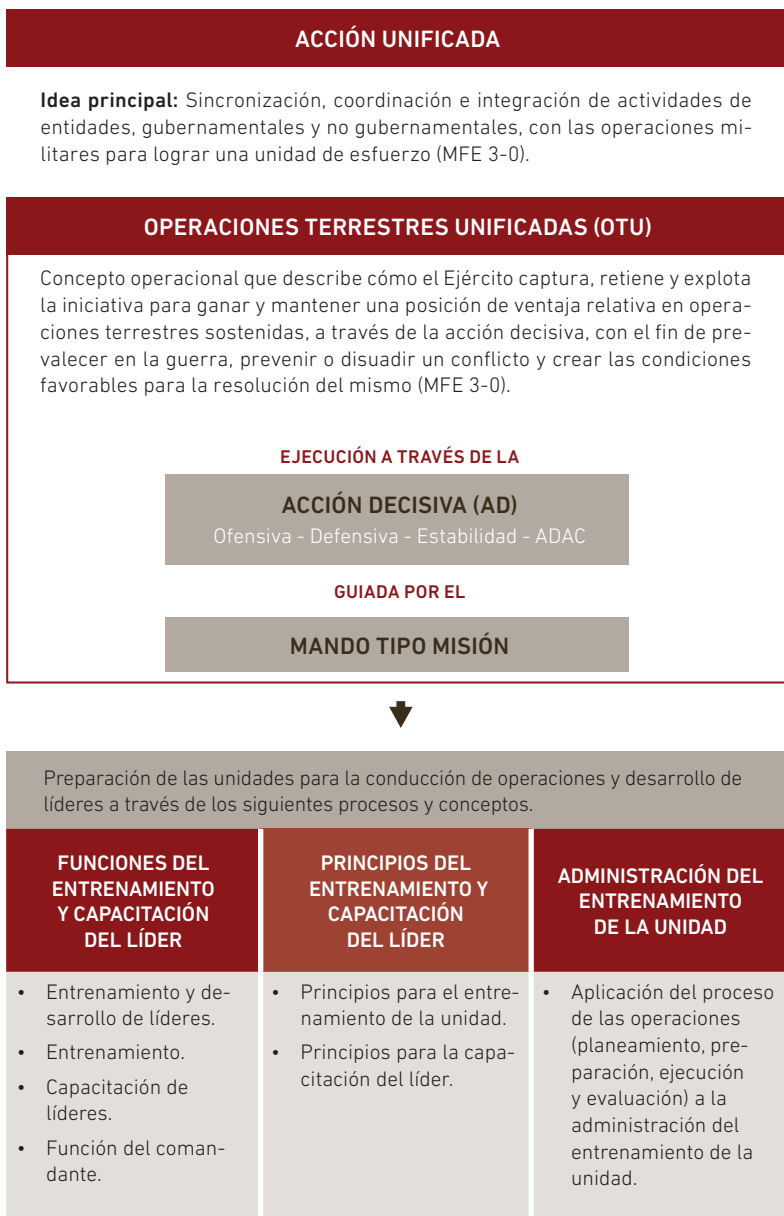 ACCIÓN UNIFICADA
Idea principal: Sincronización, coordinación e integración de actividades de
entidades, gubernamentales y no gubernamentales, con las operaciones mi-
litares para lograr una unidad de esfuerzo (MFE 3-0).
OPERACIONES TERRESTRES UNIFICADAS (OTU)
Concepto operacional que describe cómo el Ejército captura, retiene y explota
la iniciativa para ganar y mantener una posición de ventaja relativa en opera-
ciones terrestres sostenidas, a través de la acción decisiva, con el fin de pre-
valecer en la guerra, prevenir o disuadir un conflicto y crear las condiciones
favorables para la resolución del mismo (MFE 3-0).
EJECUCIÓN A TRAVÉS DE LA
ACCIÓN DECISIVA (AD)
Ofensiva - Defensiva - Estabilidad - ADAC
GUIADA POR EL
MANDO TIPO MISIÓN
Preparación de las unidades para la conducción de operaciones y desarrollo de
líderes a través de los siguientes procesos y conceptos.
FUNCIONES DEL
ENTRENAMIENTO
Y CAPACITACIÓN
DEL LÍDER
• Entrenamiento y de-
sarrollo de líderes.
• Entrenamiento.
• Capacitación de
líderes.
• Función del coman-
dante.
PRINCIPIOS DEL
ENTRENAMIENTO Y
CAPACITACIÓN
DEL LÍDER
• Principios para el entre-
namiento de la unidad.
• Principios para la capa-
citación del líder.
ADMINISTRACIÓN DEL
ENTRENAMIENTO
DE LA UNIDAD
• Aplicación del proceso
de las operaciones
(planeamiento, pre-
paración, ejecución
y evaluación) a la
administración del
entrenamiento de la
unidad.